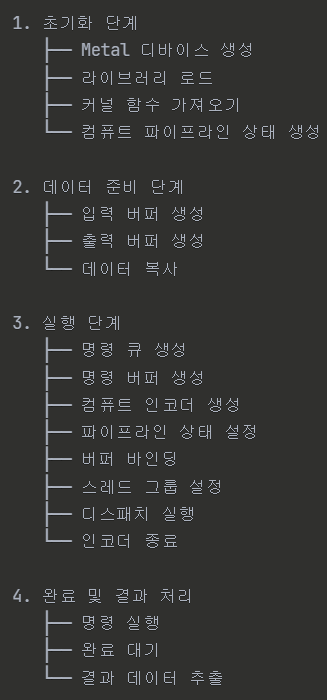 1. 초기화 단계
├── Metal 디바이스 생성
├── 라이브러리 로드
├── 커널 함수 가져오기
└── 컴퓨트 파이프라인 상태 생성
2. 데이터 준비 단계
├── 입력 버퍼 생성
├── 출력 버퍼 생성
└── 데이터 복사
3. 실행 단계
├── 명령 큐 생성
├── 명령 버퍼 생성
├── 컴퓨트 인코더 생성
├── 파이프라인 상태 설정
├── 버퍼 바인딩
├── 스레드 그룹 설정
├── 디스패치 실행
└── 인코더 종료
4. 완료 및 결과 처리
├── 명령 실행
├── 완료 대기
└── 결과 데이터 추출